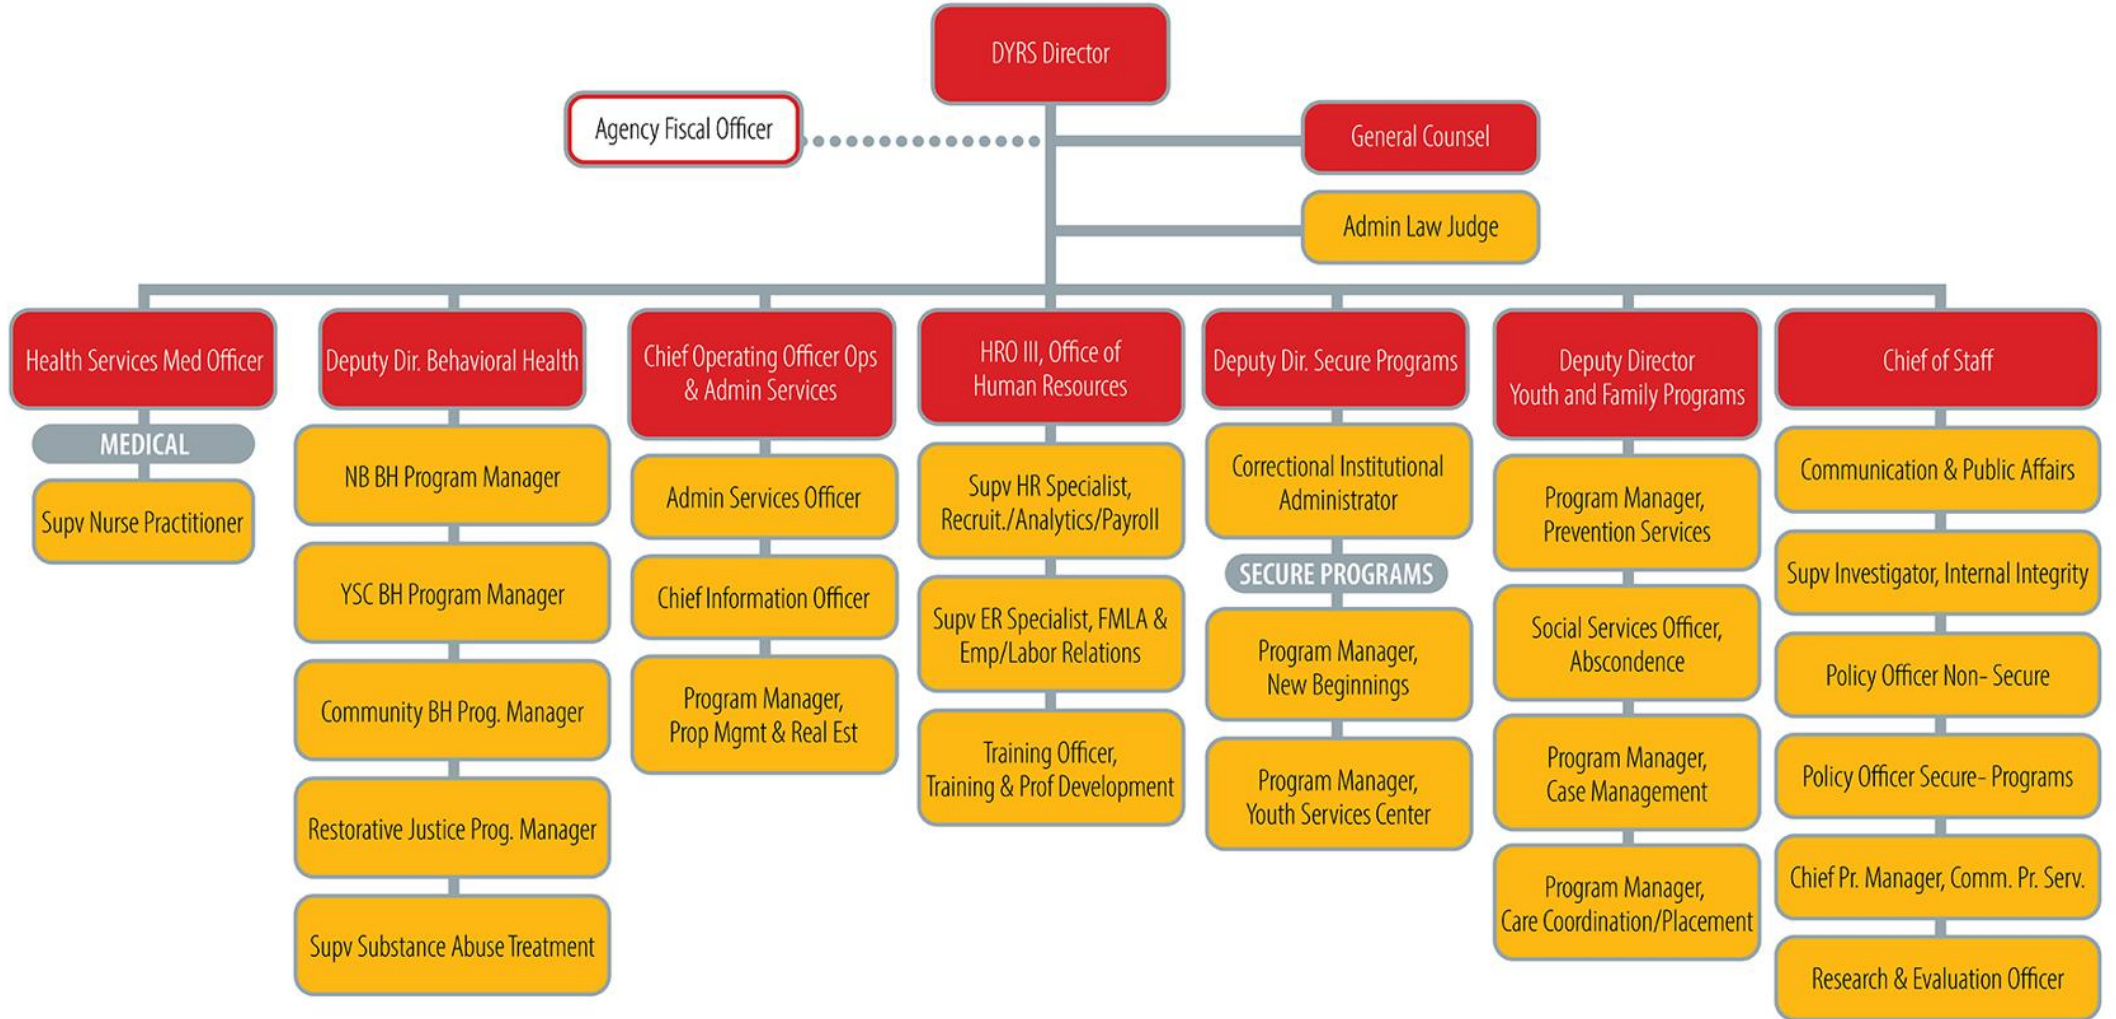 DYRS Director
Agency Fiscal Officer
General Counsel
Admin Law Judge
Health Services Med Officer
MEDICAL
Supv Nurse Practitioner
Deputy Dir. Behavioral Health
NB BH Program Manager
YSC BH Program Manager
Community BH Prog. Manager
Restorative Justice Prog. Manager
Supv Substance Abuse Treatment
Chief Operating Officer Ops
& Admin Services
Admin Services Officer
Chief Information Officer
Program Manager,
Prop Mgmt & Real Est
HRO III, Office of
Human Resources
Supv HR Specialist,
Recruit./Analytics/Payroll
Supv ER Specialist, FMLA &
Emp/Labor Relations
Training Officer,
Training & Prof Development
Deputy Dir. Secure Programs
Correctional Institutional
Administrator
SECURE PROGRAMS
Program Manager,
New Beginnings
Program Manager,
Youth Services Center
Deputy Director
Youth and Family Programs
Program Manager,
Prevention Services
Social Services Officer,
Abscondence
Program Manager,
Case Management
Program Manager,
Care Coordination/Placement
Chief of Staff
Communication & Public Affairs
Supv Investigator, Internal Integrity
Policy Officer Non- Secure
Policy Officer Secure- Programs
Chief Pr. Manager, Comm. Pr. Serv.
Research & Evaluation Officer